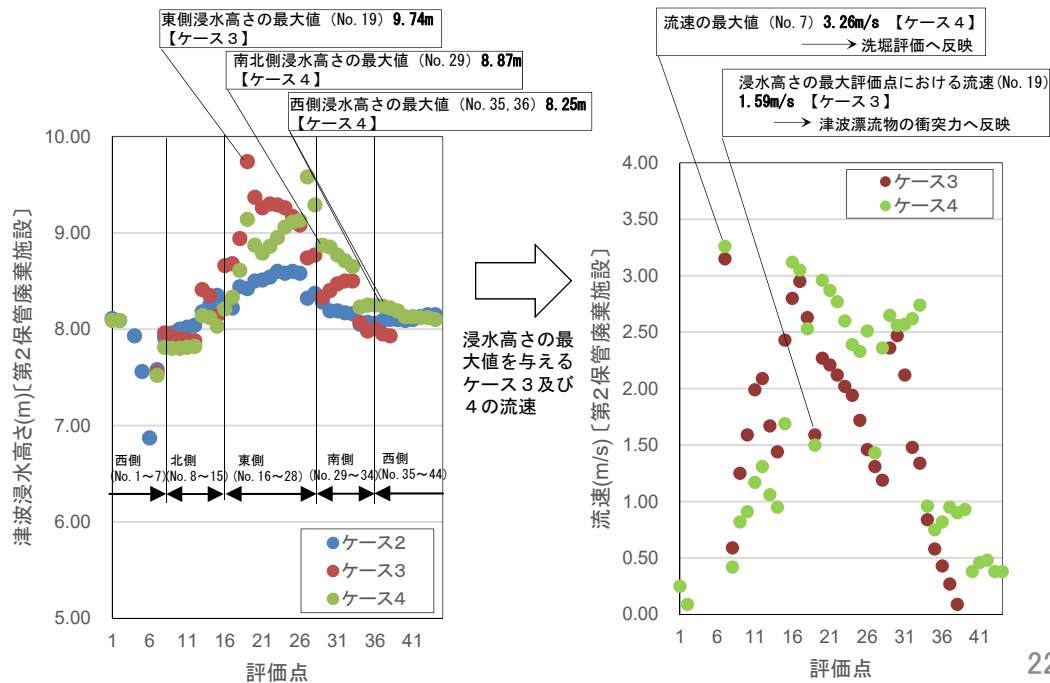 東側浸水高さの最大値（No.19）9.74m
【ケース３】
南北側浸水高さの最大値（No.29）8.87m
【ケース４】
西側浸水高さの最大値（No.35, 36）8.25m
【ケース４】
津波浸水高さ(m)〔第２保管廃棄施設〕
10.00
9.00
8.00
7.00
6.00
5.00
西側
(No.1～7)
北側
(No.8～15)
東側
(No.16～28)
南側
(No.29～34)
西側
(No.35～44)
ケース２
ケース３
ケース４
1 6 11 16 21 26 31 36 41
評価点
浸水高さの最
大値を与える
ケース３及び
４の流速
流速の最大値（No.7）3.26m/s 【ケース４】
洗堀評価へ反映
浸水高さの最大評価点における流速(No.19)
1.59m/s 【ケース３】
津波漂流物の衝突力へ反映
流速(m/s)〔第２保管廃棄施設〕
4.00
3.50
3.00
2.50
2.00
1.50
1.00
0.50
0.00
ケース３
ケース４
1 6 11 16 21 26 31 36 41
評価点
22